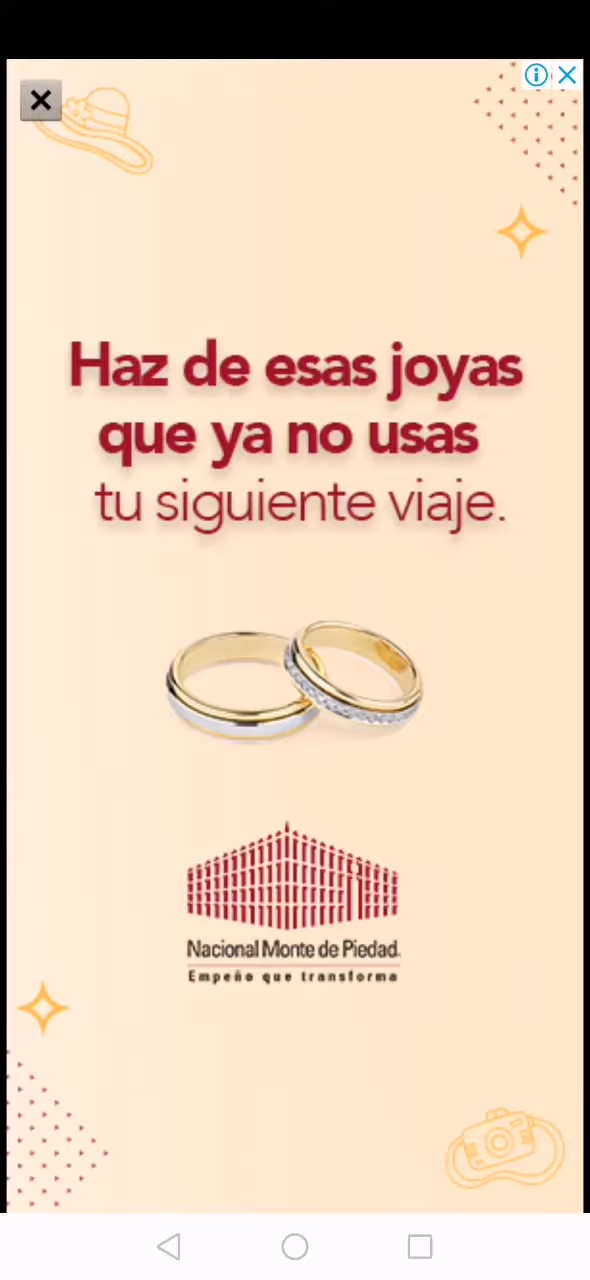 Haz de esas joyas
que ya no usas
tu siguiente viaje.
Nacional Monte de Piedad.
Empeño que transforma